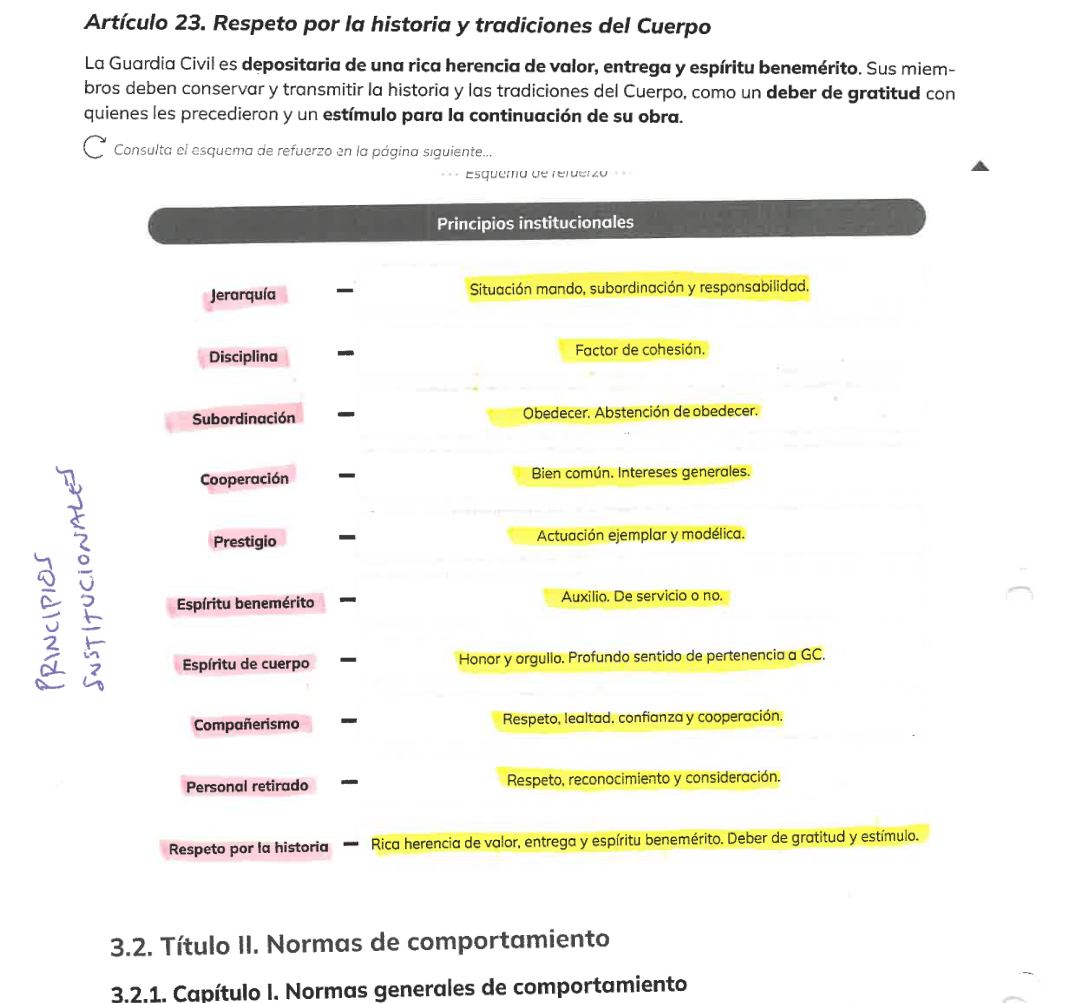 Artículo 23. Respeto por la historia y tradiciones del Cuerpo
La Guardia Civil es depositaria de una rica herencia de valor, entrega y espíritu benemérito. Sus miem-
bros deben conservar y transmitir la historia y las tradiciones del Cuerpo, como un deber de gratitud con
quienes les precedieron y un estímulo para la continuación de su obra.
Consulta el esquema de refuerzo en la página siguiente...
··· Esquema de refuerzo ···
Principios institucionales
Jerarquía – Situación mando, subordinación y responsabilidad.
Disciplina – Factor de cohesión.
Subordinación – Obedecer. Abstención de obedecer.
Cooperación – Bien común. Intereses generales.
Prestigio – Actuación ejemplar y modélica.
Espíritu benemérito – Auxilio. De servicio o no.
Espíritu de cuerpo – Honor y orgullo. Profundo sentido de pertenencia a GC.
Compañerismo – Respeto, lealtad, confianza y cooperación.
Personal retirado – Respeto, reconocimiento y consideración.
Respeto por la historia – Rica herencia de valor, entrega y espíritu benemérito. Deber de gratitud y estímulo.
PRINCIPIOS
INSTITUCIONALES
3.2. Título II. Normas de comportamiento
3.2.1. Capítulo I. Normas generales de comportamiento